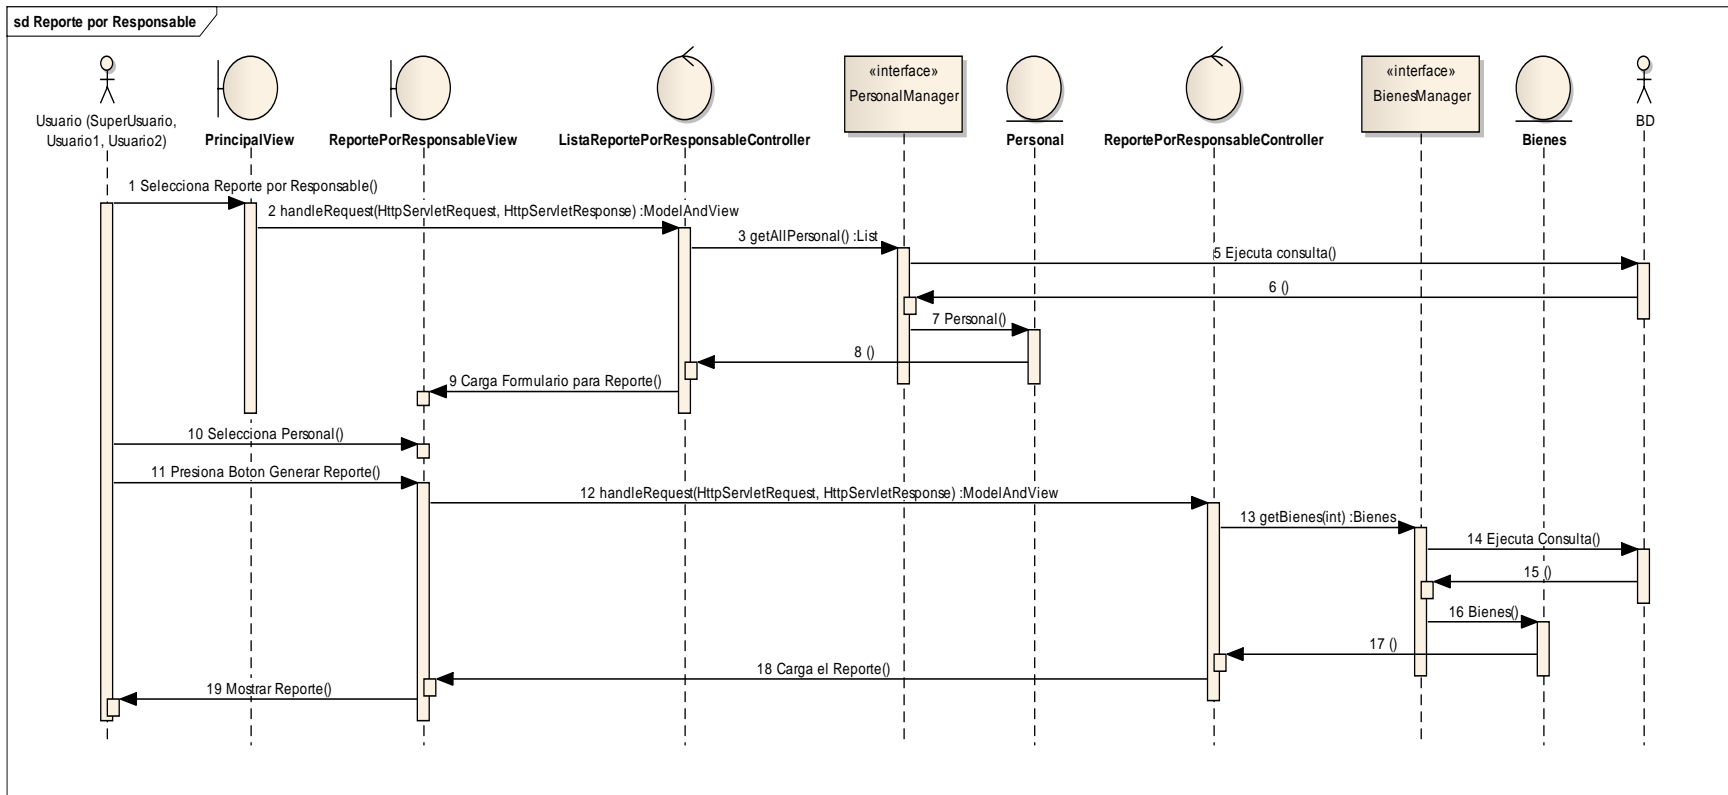 sd Reporte por Responsable
«interface»
PersonalManager
«interface»
BienesManager
Usuario (SuperUsuario,
Usuario1, Usuario2)
PrincipalView
ReportePorResponsableView
ListaReportePorResponsableController
Personal
ReportePorResponsableController
Bienes
BD
1 Selecciona Reporte por Responsable()
2 handleRequest(HttpServletRequest, HttpServletResponse) :ModelAndView
3 getAllPersonal() :List
5 Ejecuta consulta()
6 ()
7 Personal()
8 ()
9 Carga Formulario para Reporte()
10 Selecciona Personal()
11 Presiona Boton Generar Reporte()
12 handleRequest(HttpServletRequest, HttpServletResponse) :ModelAndView
13 getBienes(int) :Bienes
14 Ejecuta Consulta()
15 ()
16 Bienes()
17 ()
18 Carga el Reporte()
19 Mostrar Reporte()